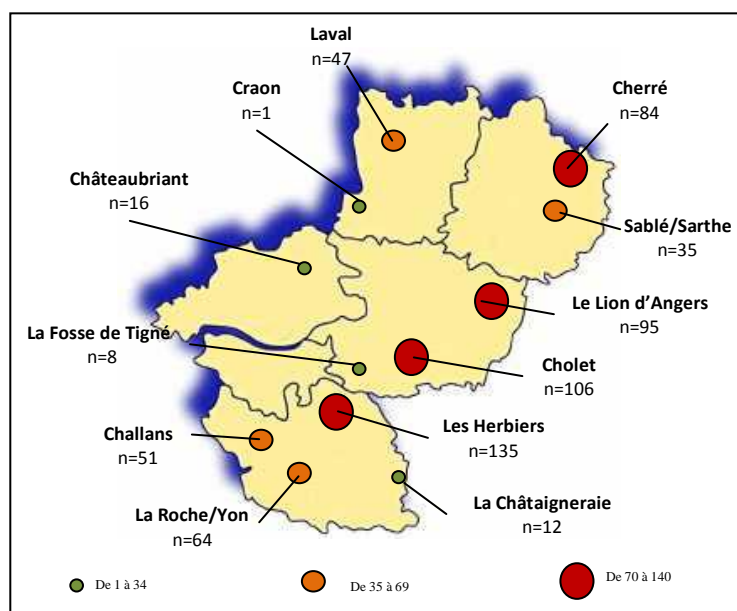 Laval
n=47
Craon
n=1
Cherré
n=84
Châteaubriant
n=16
Sablé/Sarthe
n=35
Le Lion d'Angers
n=95
La Fosse de Tigné
n=8
Cholet
n=106
Challans
n=51
Les Herbiers
n=135
La Roche/Yon
n=64
La Châtaigneraie
n=12
De 1 à 34
De 35 à 69
De 70 à 140